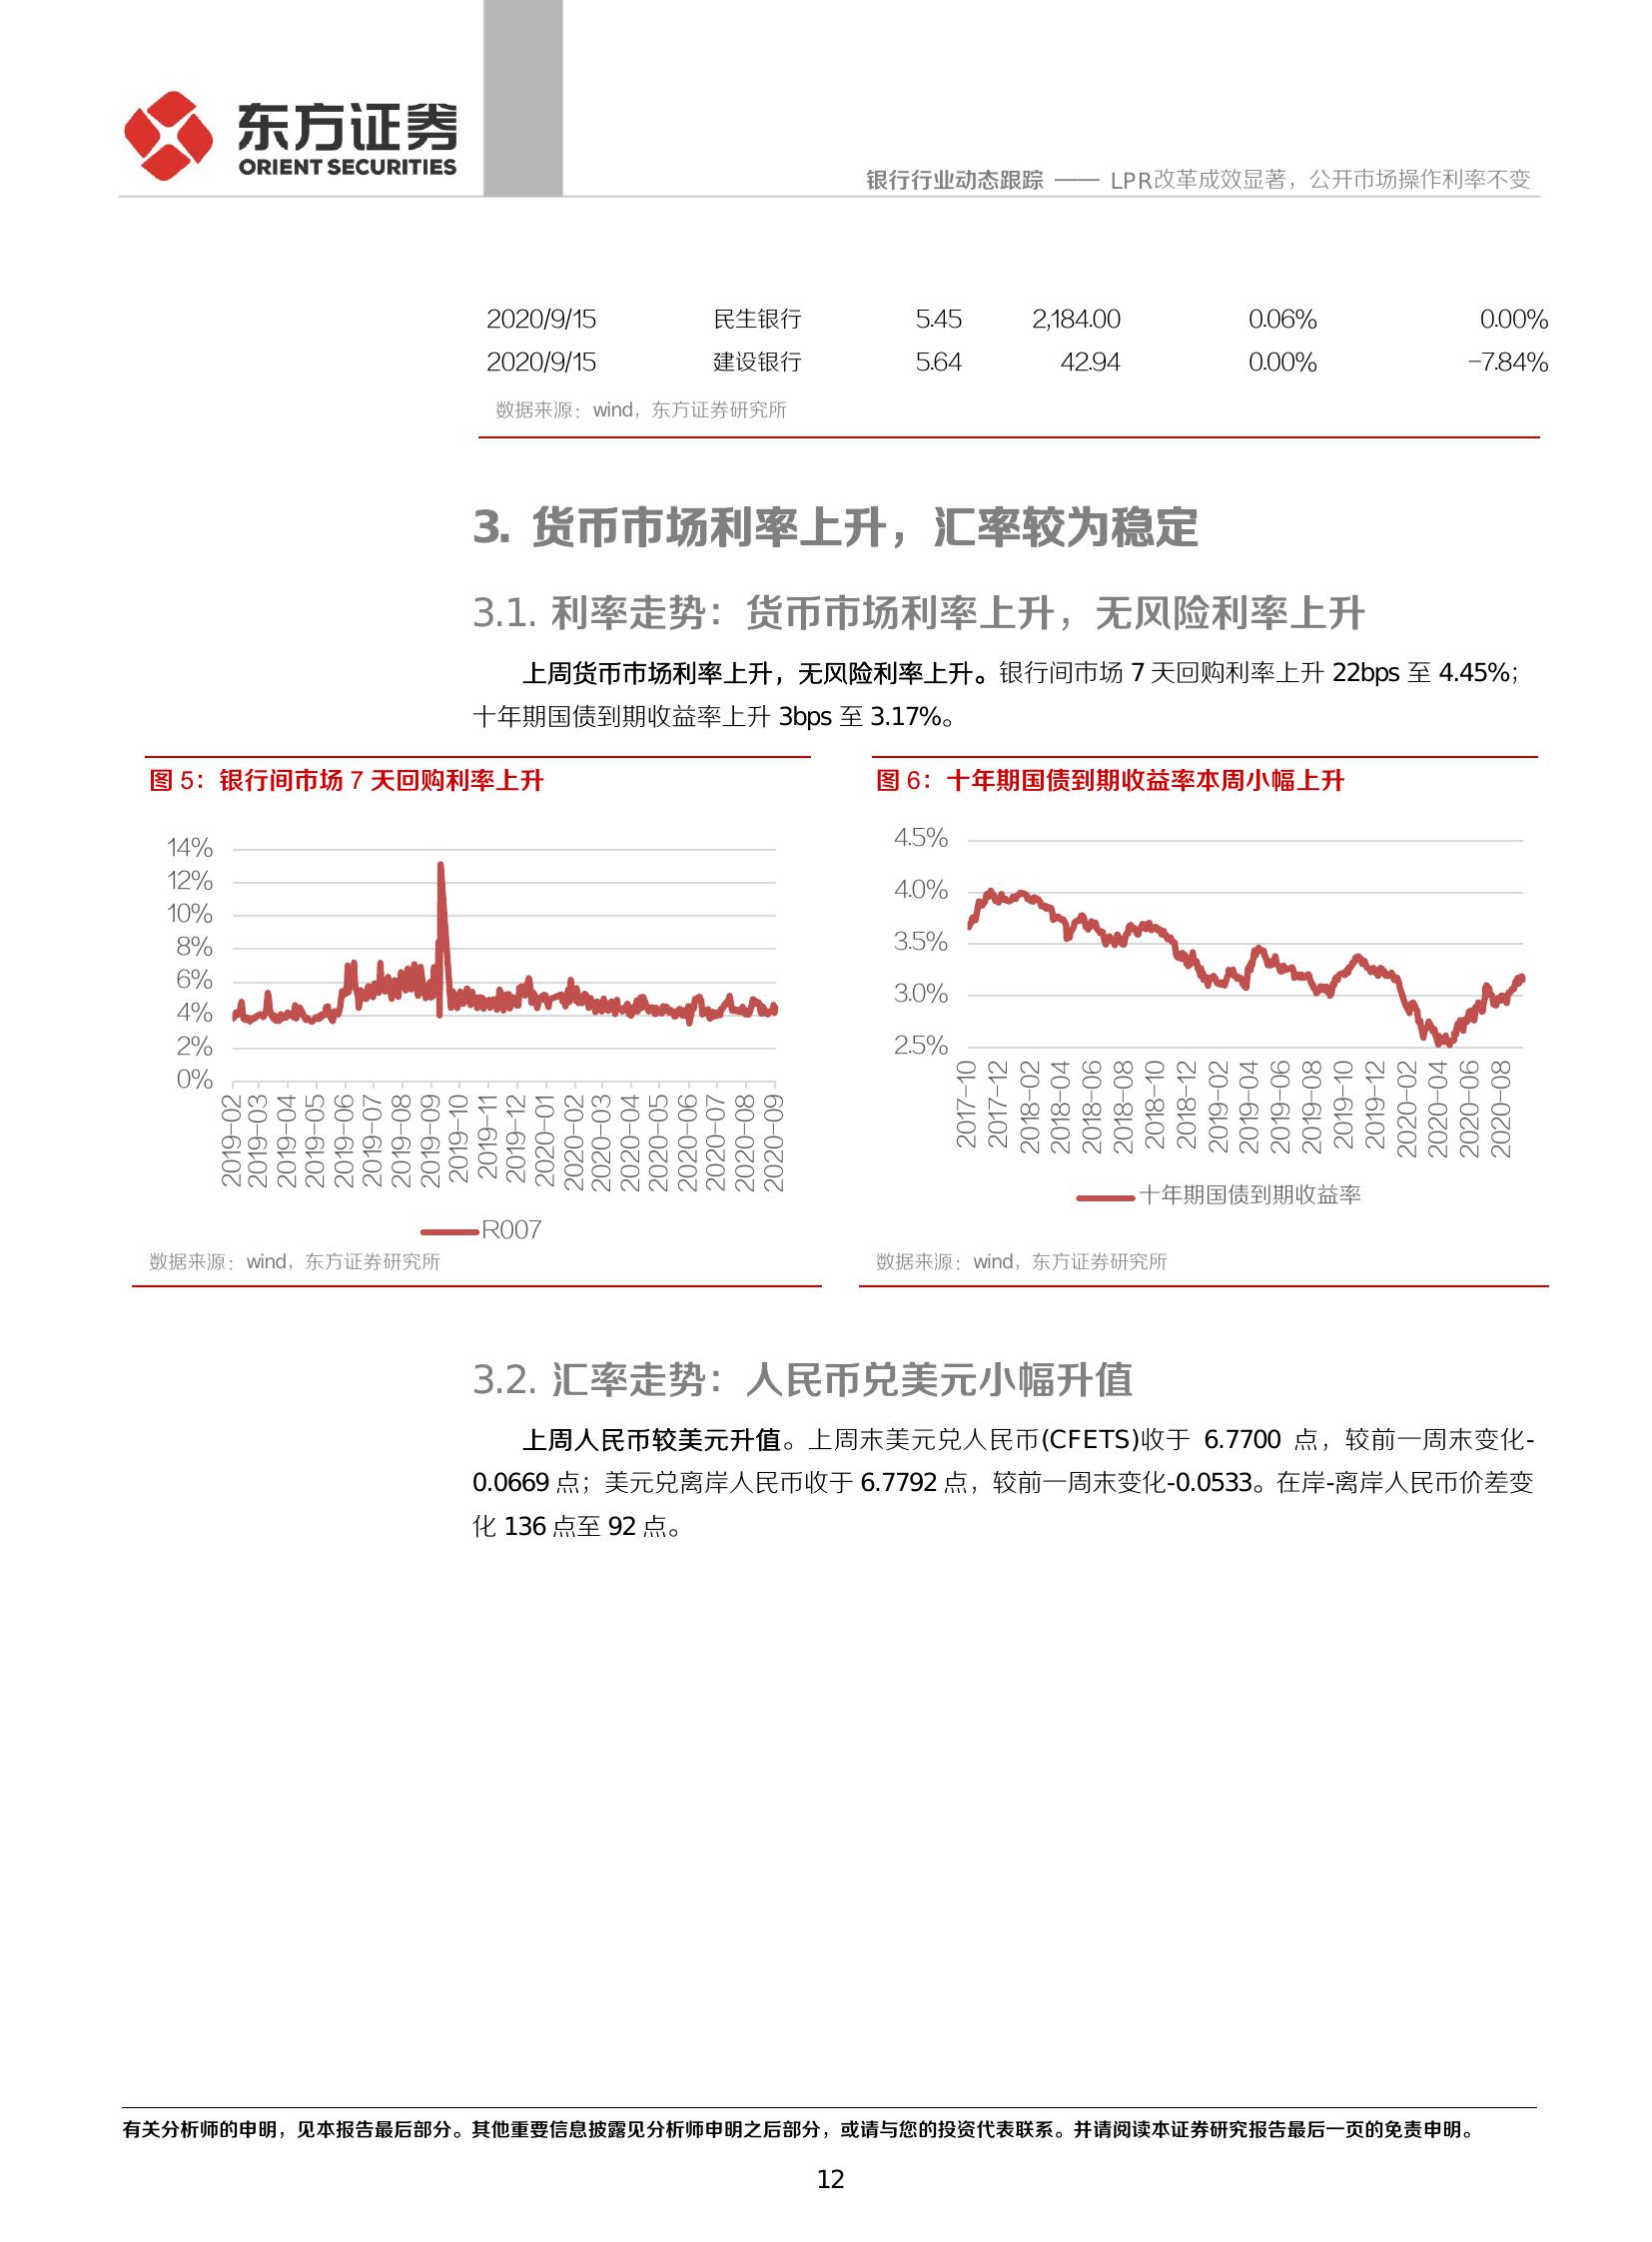 东方证券
ORIENT SECURITIES
银行行业动态跟踪 —— LPR改革成效显著，公开市场操作利率不变
2020/9/15 民生银行 5.45 2,184.00 0.06% 0.00%
2020/9/15 建设银行 5.64 42.94 0.00% -7.84%
数据来源：wind，东方证券研究所
3. 货币市场利率上升，汇率较为稳定
3.1. 利率走势：货币市场利率上升，无风险利率上升
上周货币市场利率上升，无风险利率上升。银行间市场 7 天回购利率上升 22bps 至 4.45%；
十年期国债到期收益率上升 3bps 至 3.17%。
图 5：银行间市场 7 天回购利率上升
14%
12%
10%
8%
6%
4%
2%
0%
2019-02
2019-03
2019-04
2019-05
2019-06
2019-07
2019-08
2019-09
2019-10
2019-11
2019-12
2020-01
2020-02
2020-03
2020-04
2020-05
2020-06
2020-07
2020-08
2020-09
R007
数据来源：wind，东方证券研究所
图 6：十年期国债到期收益率本周小幅上升
4.5%
4.0%
3.5%
3.0%
2.5%
2017-10
2017-12
2018-02
2018-04
2018-06
2018-08
2018-10
2018-12
2019-02
2019-04
2019-06
2019-08
2019-10
2019-12
2020-02
2020-04
2020-06
2020-08
十年期国债到期收益率
数据来源：wind，东方证券研究所
3.2. 汇率走势：人民币兑美元小幅升值
上周人民币较美元升值。上周末美元兑人民币(CFETS)收于 6.7700 点，较前一周末变化-
0.0669 点；美元兑离岸人民币收于 6.7792 点，较前一周末变化-0.0533。在岸-离岸人民币价差变
化 136 点至 92 点。
有关分析师的申明，见本报告最后部分。其他重要信息披露见分析师申明之后部分，或请与您的投资代表联系。并请阅读本证券研究报告最后一页的免责申明。
12